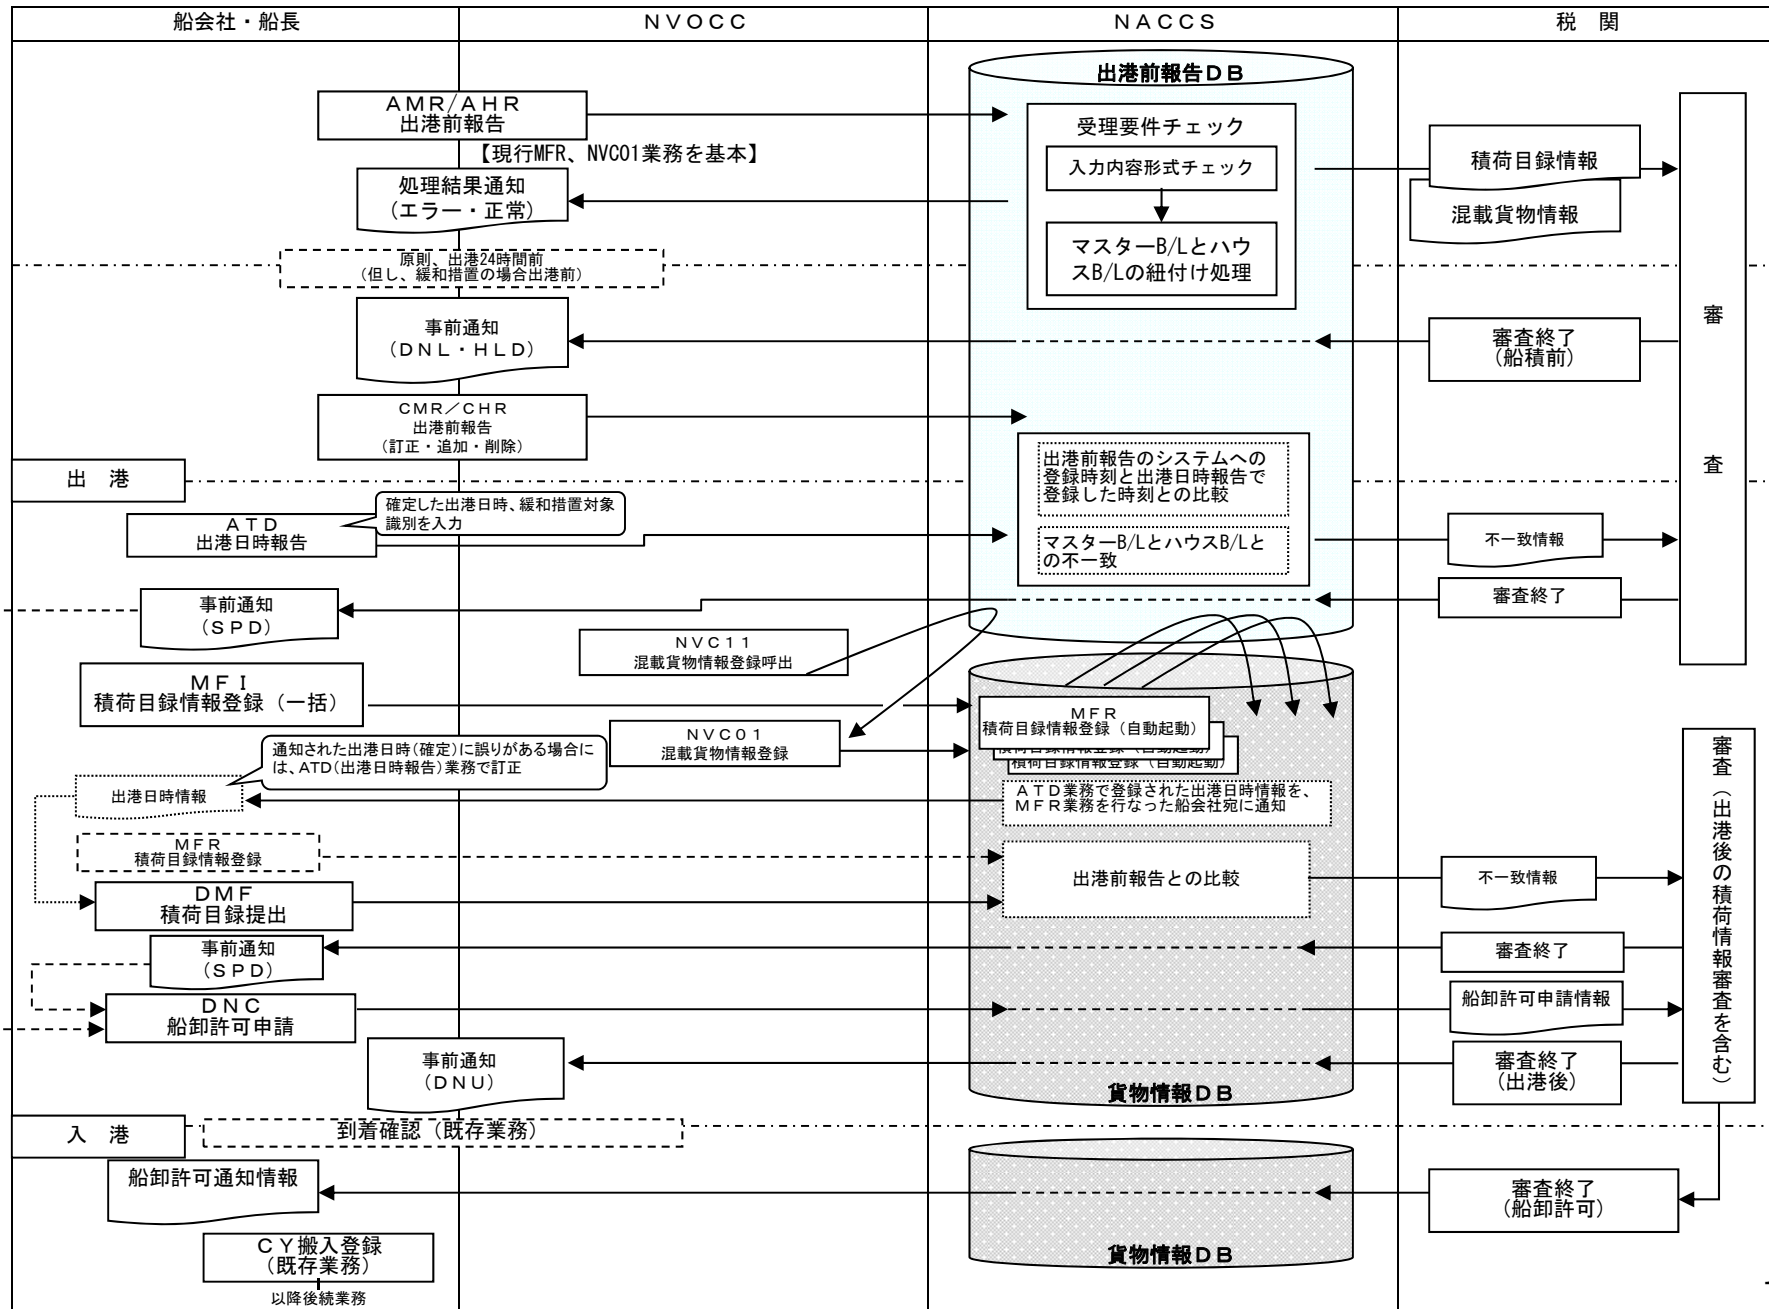 船会社・船長
ＮＶＯＣＣ
ＮＡＣＣＳ
税　関
出港前報告ＤＢ
ＡＭＲ/ＡＨＲ
出港前報告
【現行MFR、NVC01業務を基本】
受理要件チェック
入力内容形式チェック
マスターB/Lとハウ
スB/Lの紐付け処理
積荷目録情報
混載貨物情報
処理結果通知
（エラー・正常）
原則、出港24時間前
（但し、緩和措置の場合出港前）
事前通知
（ＤＮＬ・ＨＬＤ）
審査終了
（船積前）
審
査
ＣＭＲ／ＣＨＲ
出港前報告
（訂正・追加・削除）
出　港
出港前報告のシステムへの
登録時刻と出港日時報告で
登録した時刻との比較
確定した出港日時、緩和措置対象
識別を入力
ＡＴＤ
出港日時報告
マスターB/LとハウスB/Lと
の不一致
不一致情報
事前通知
（ＳＰＤ）
審査終了
ＮＶＣ１１
混載貨物情報登録呼出
ＭＦＩ
積荷目録情報登録（一括）
ＭＦＲ
積荷目録情報登録（自動起動）
積荷目録情報登録（自動起動）
積荷目録情報登録（自動起動）
ＮＶＣ０１
混載貨物情報登録
通知された出港日時（確定）に誤りがある場合に
は、ATD（出港日時報告）業務で訂正
出港日時情報
ＡＴＤ業務で登録された出港日時情報を、
ＭＦＲ業務を行なった船会社宛に通知
ＭＦＲ
積荷目録情報登録
出港前報告との比較
不一致情報
ＤＭＦ
積荷目録提出
審査（出港後の積荷情報審査を含む）
事前通知
（ＳＰＤ）
審査終了
ＤＮＣ
船卸許可申請
船卸許可申請情報
事前通知
（ＤＮＵ）
審査終了
（出港後）
貨物情報ＤＢ
入　港
到着確認（既存業務）
船卸許可通知情報
審査終了
（船卸許可）
貨物情報ＤＢ
ＣＹ搬入登録
（既存業務）
以降後続業務